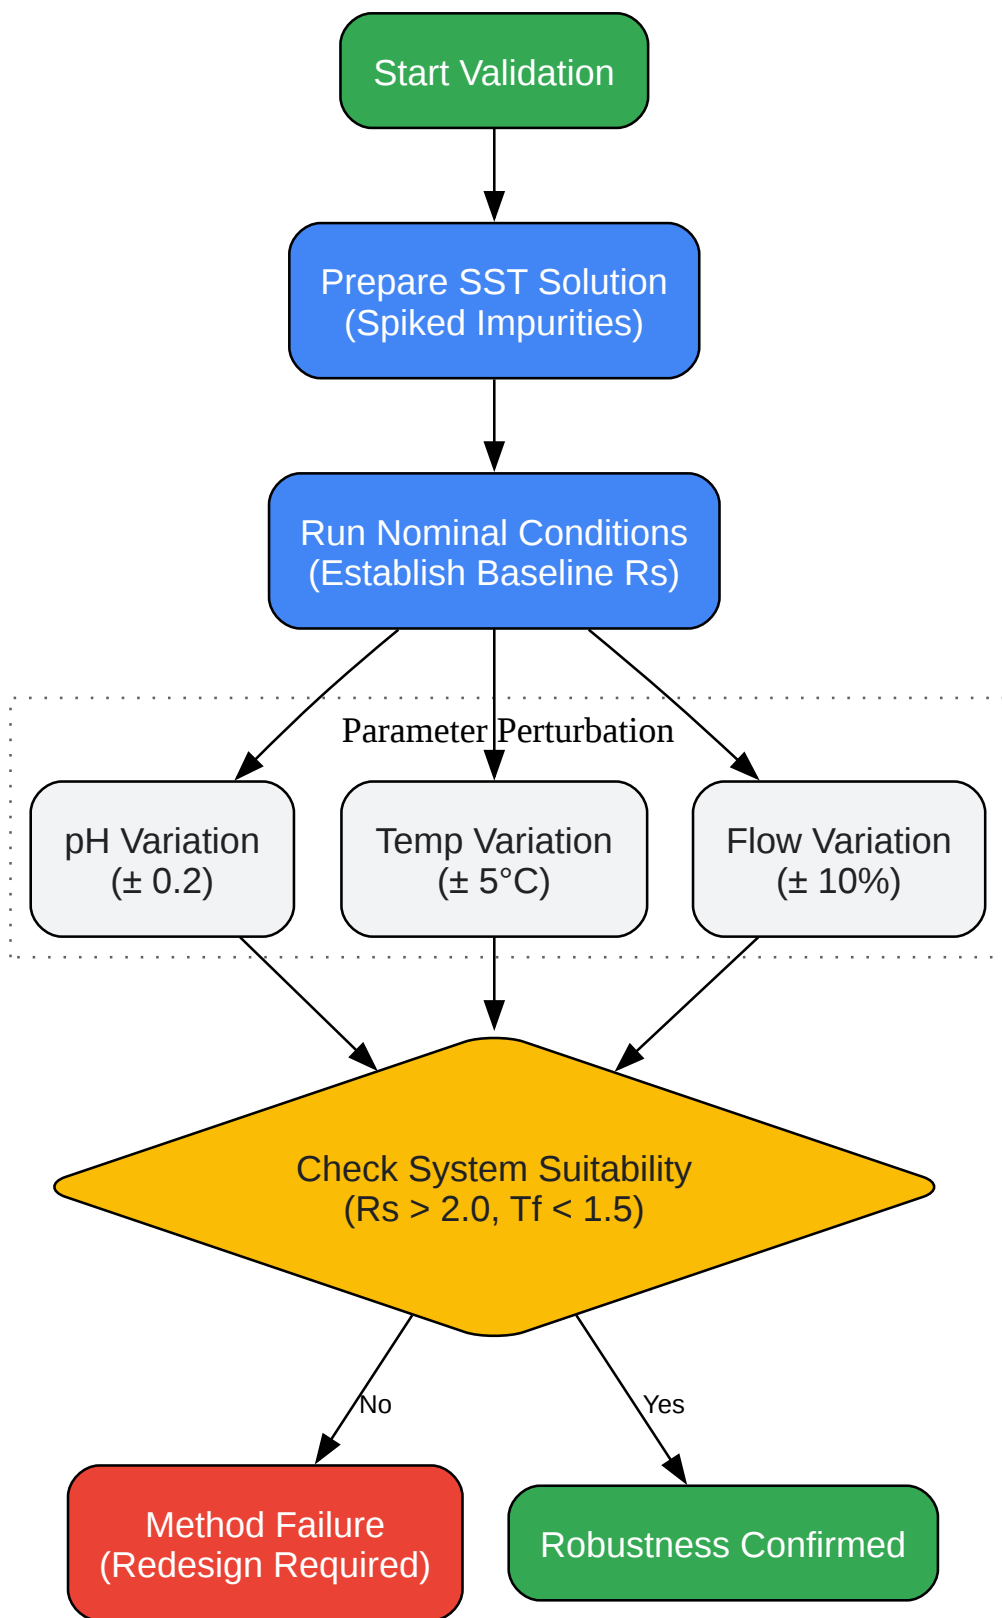 Start Validation
Prepare SST Solution
(Spiked Impurities)
Run Nominal Conditions
(Establish Baseline Rs)
Parameter Perturbation
pH Variation
(± 0.2)
Temp Variation
(± 5°C)
Flow Variation
(± 10%)
Check System Suitability
(Rs > 2.0, Tf < 1.5)
No
Yes
Method Failure
(Redesign Required)
Robustness Confirmed